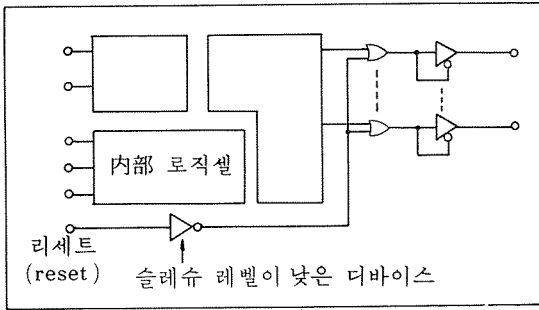 内部 로직셀
리세트
(reset)
슬레슈 레벨이 낮은 디바이스